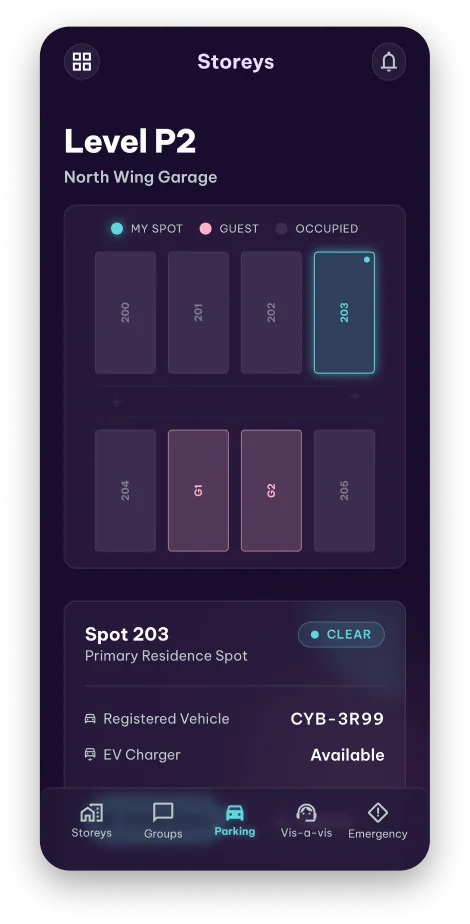 Storeys
Level P2
North Wing Garage
MY SPOT GUEST OCCUPIED
200 201 202 203
204 G1 G2 205
Spot 203 CLEAR
Primary Residence Spot
Registered Vehicle CYB-3R99
EV Charger Available
Storeys Groups Parking Vis-a-vis Emergency